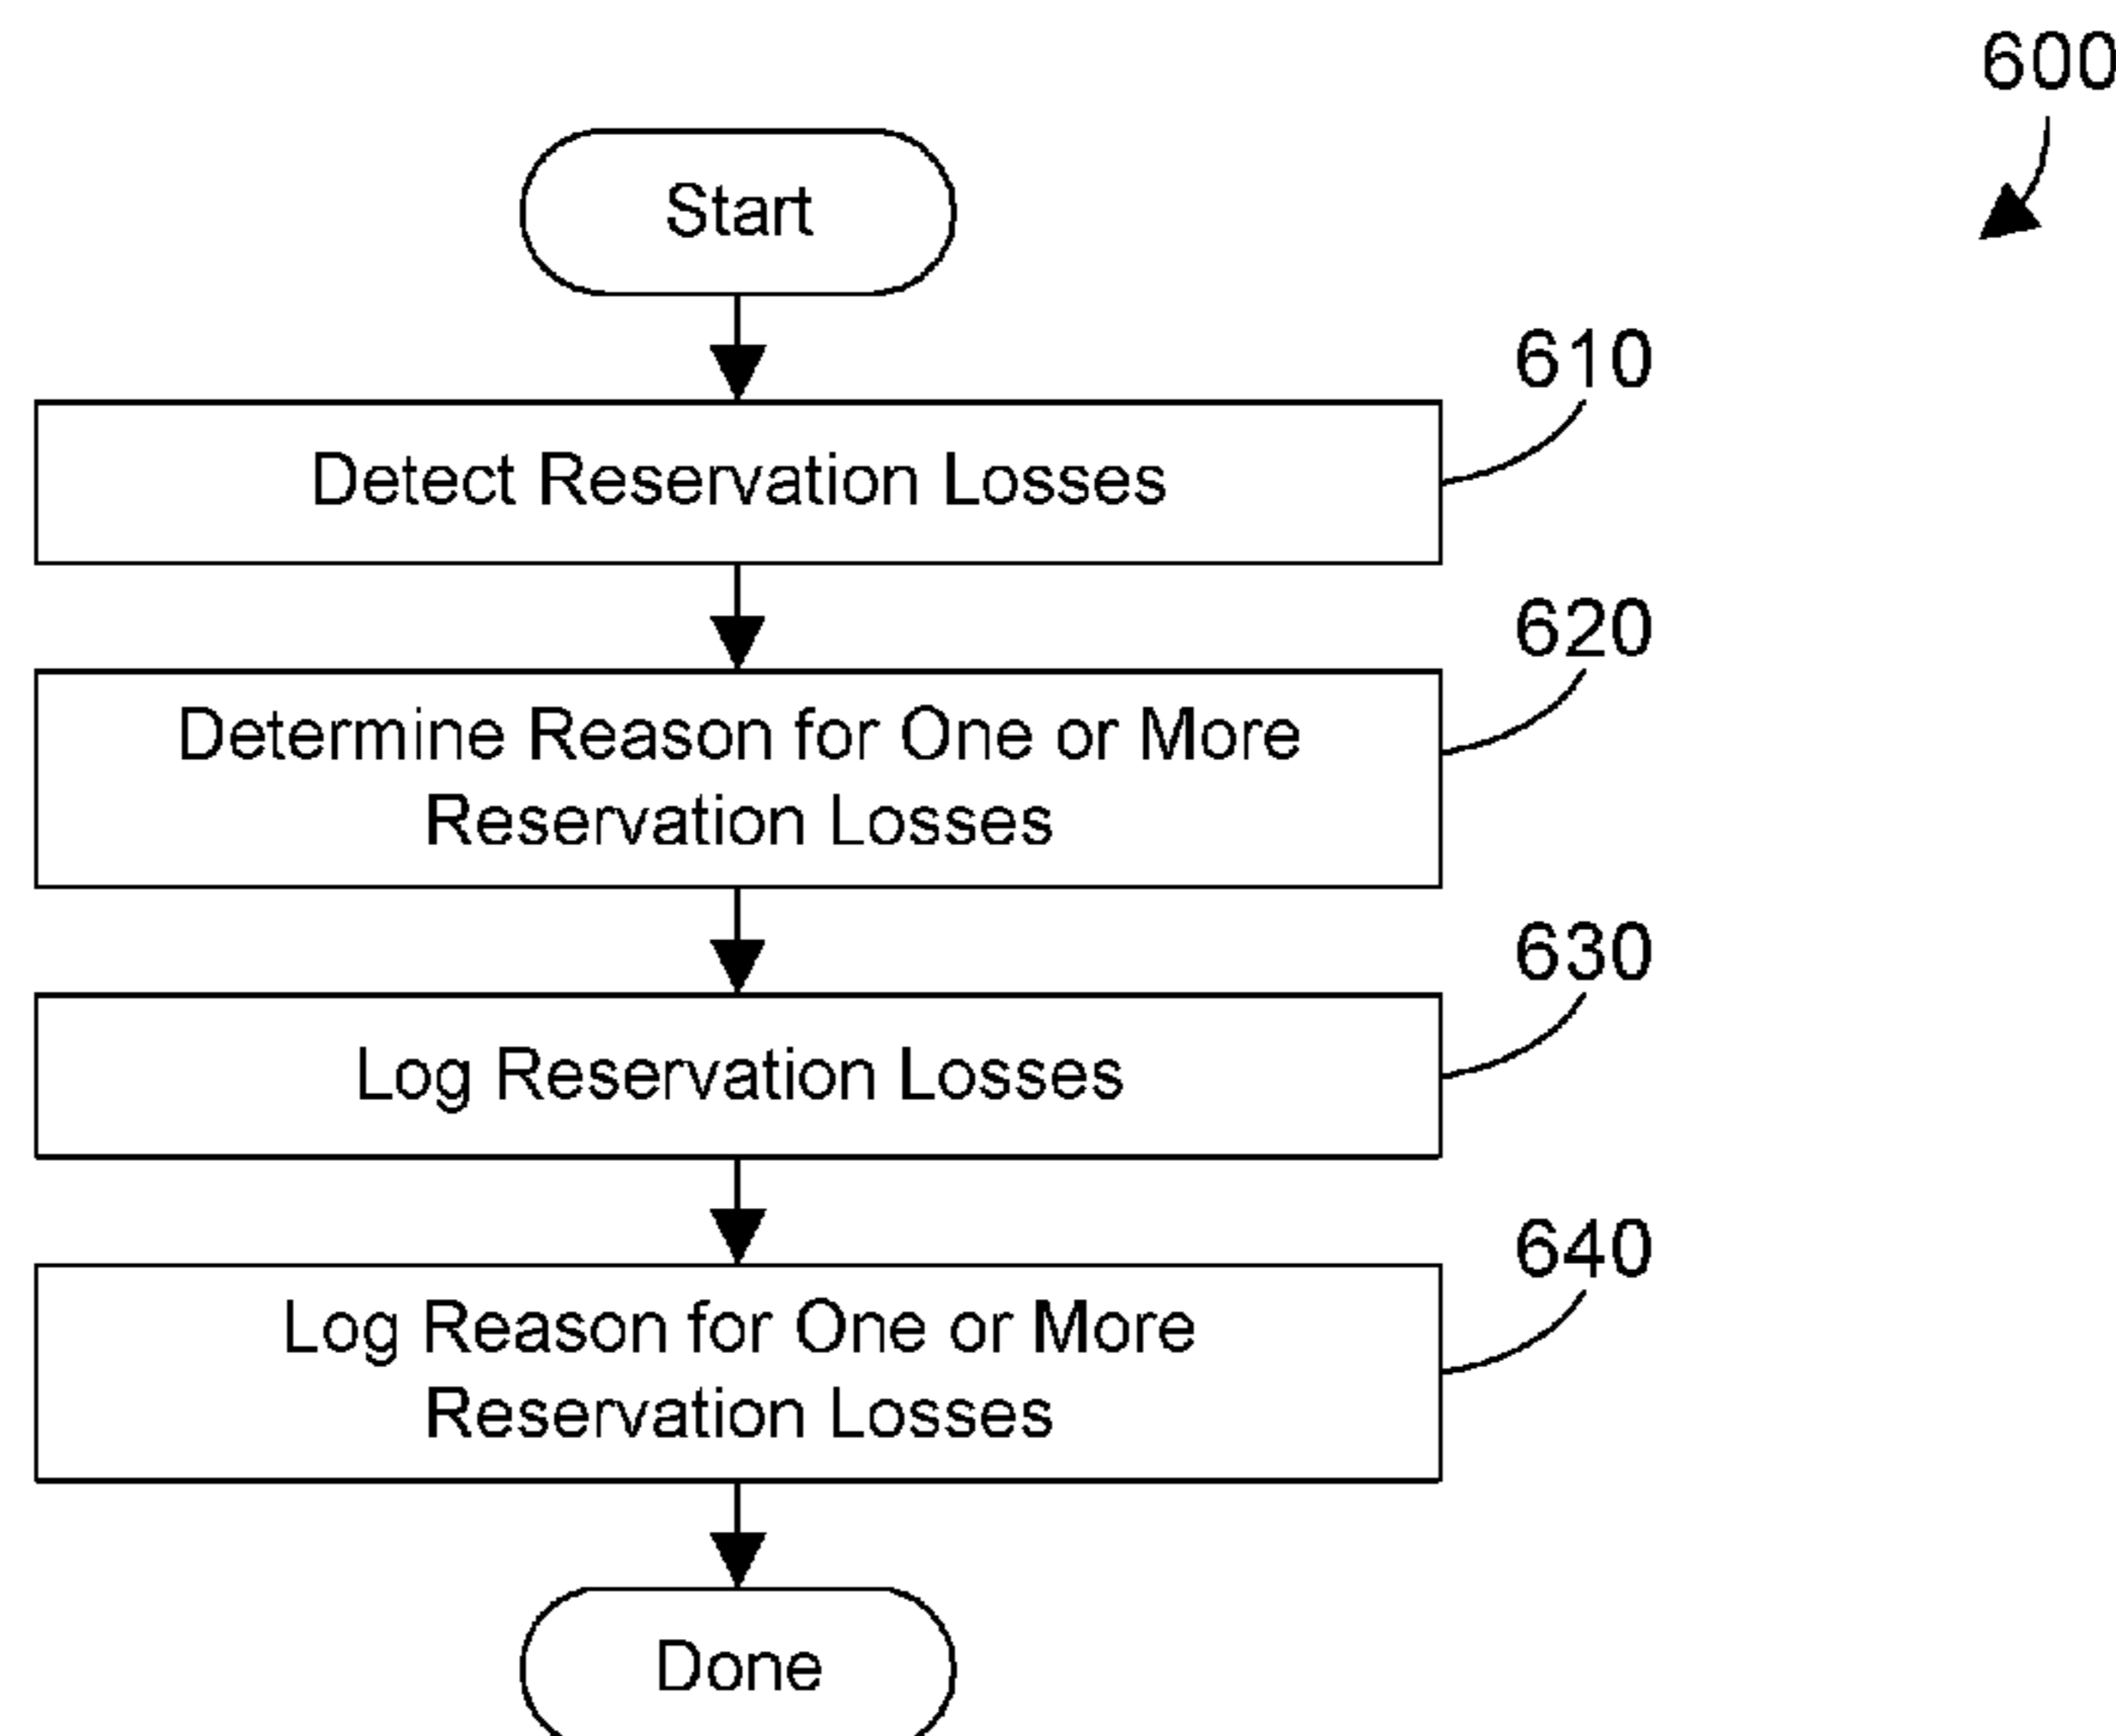 600
Start
610
Detect Reservation Losses
620
Determine Reason for One or More
Reservation Losses
630
Log Reservation Losses
640
Log Reason for One or More
Reservation Losses
Done